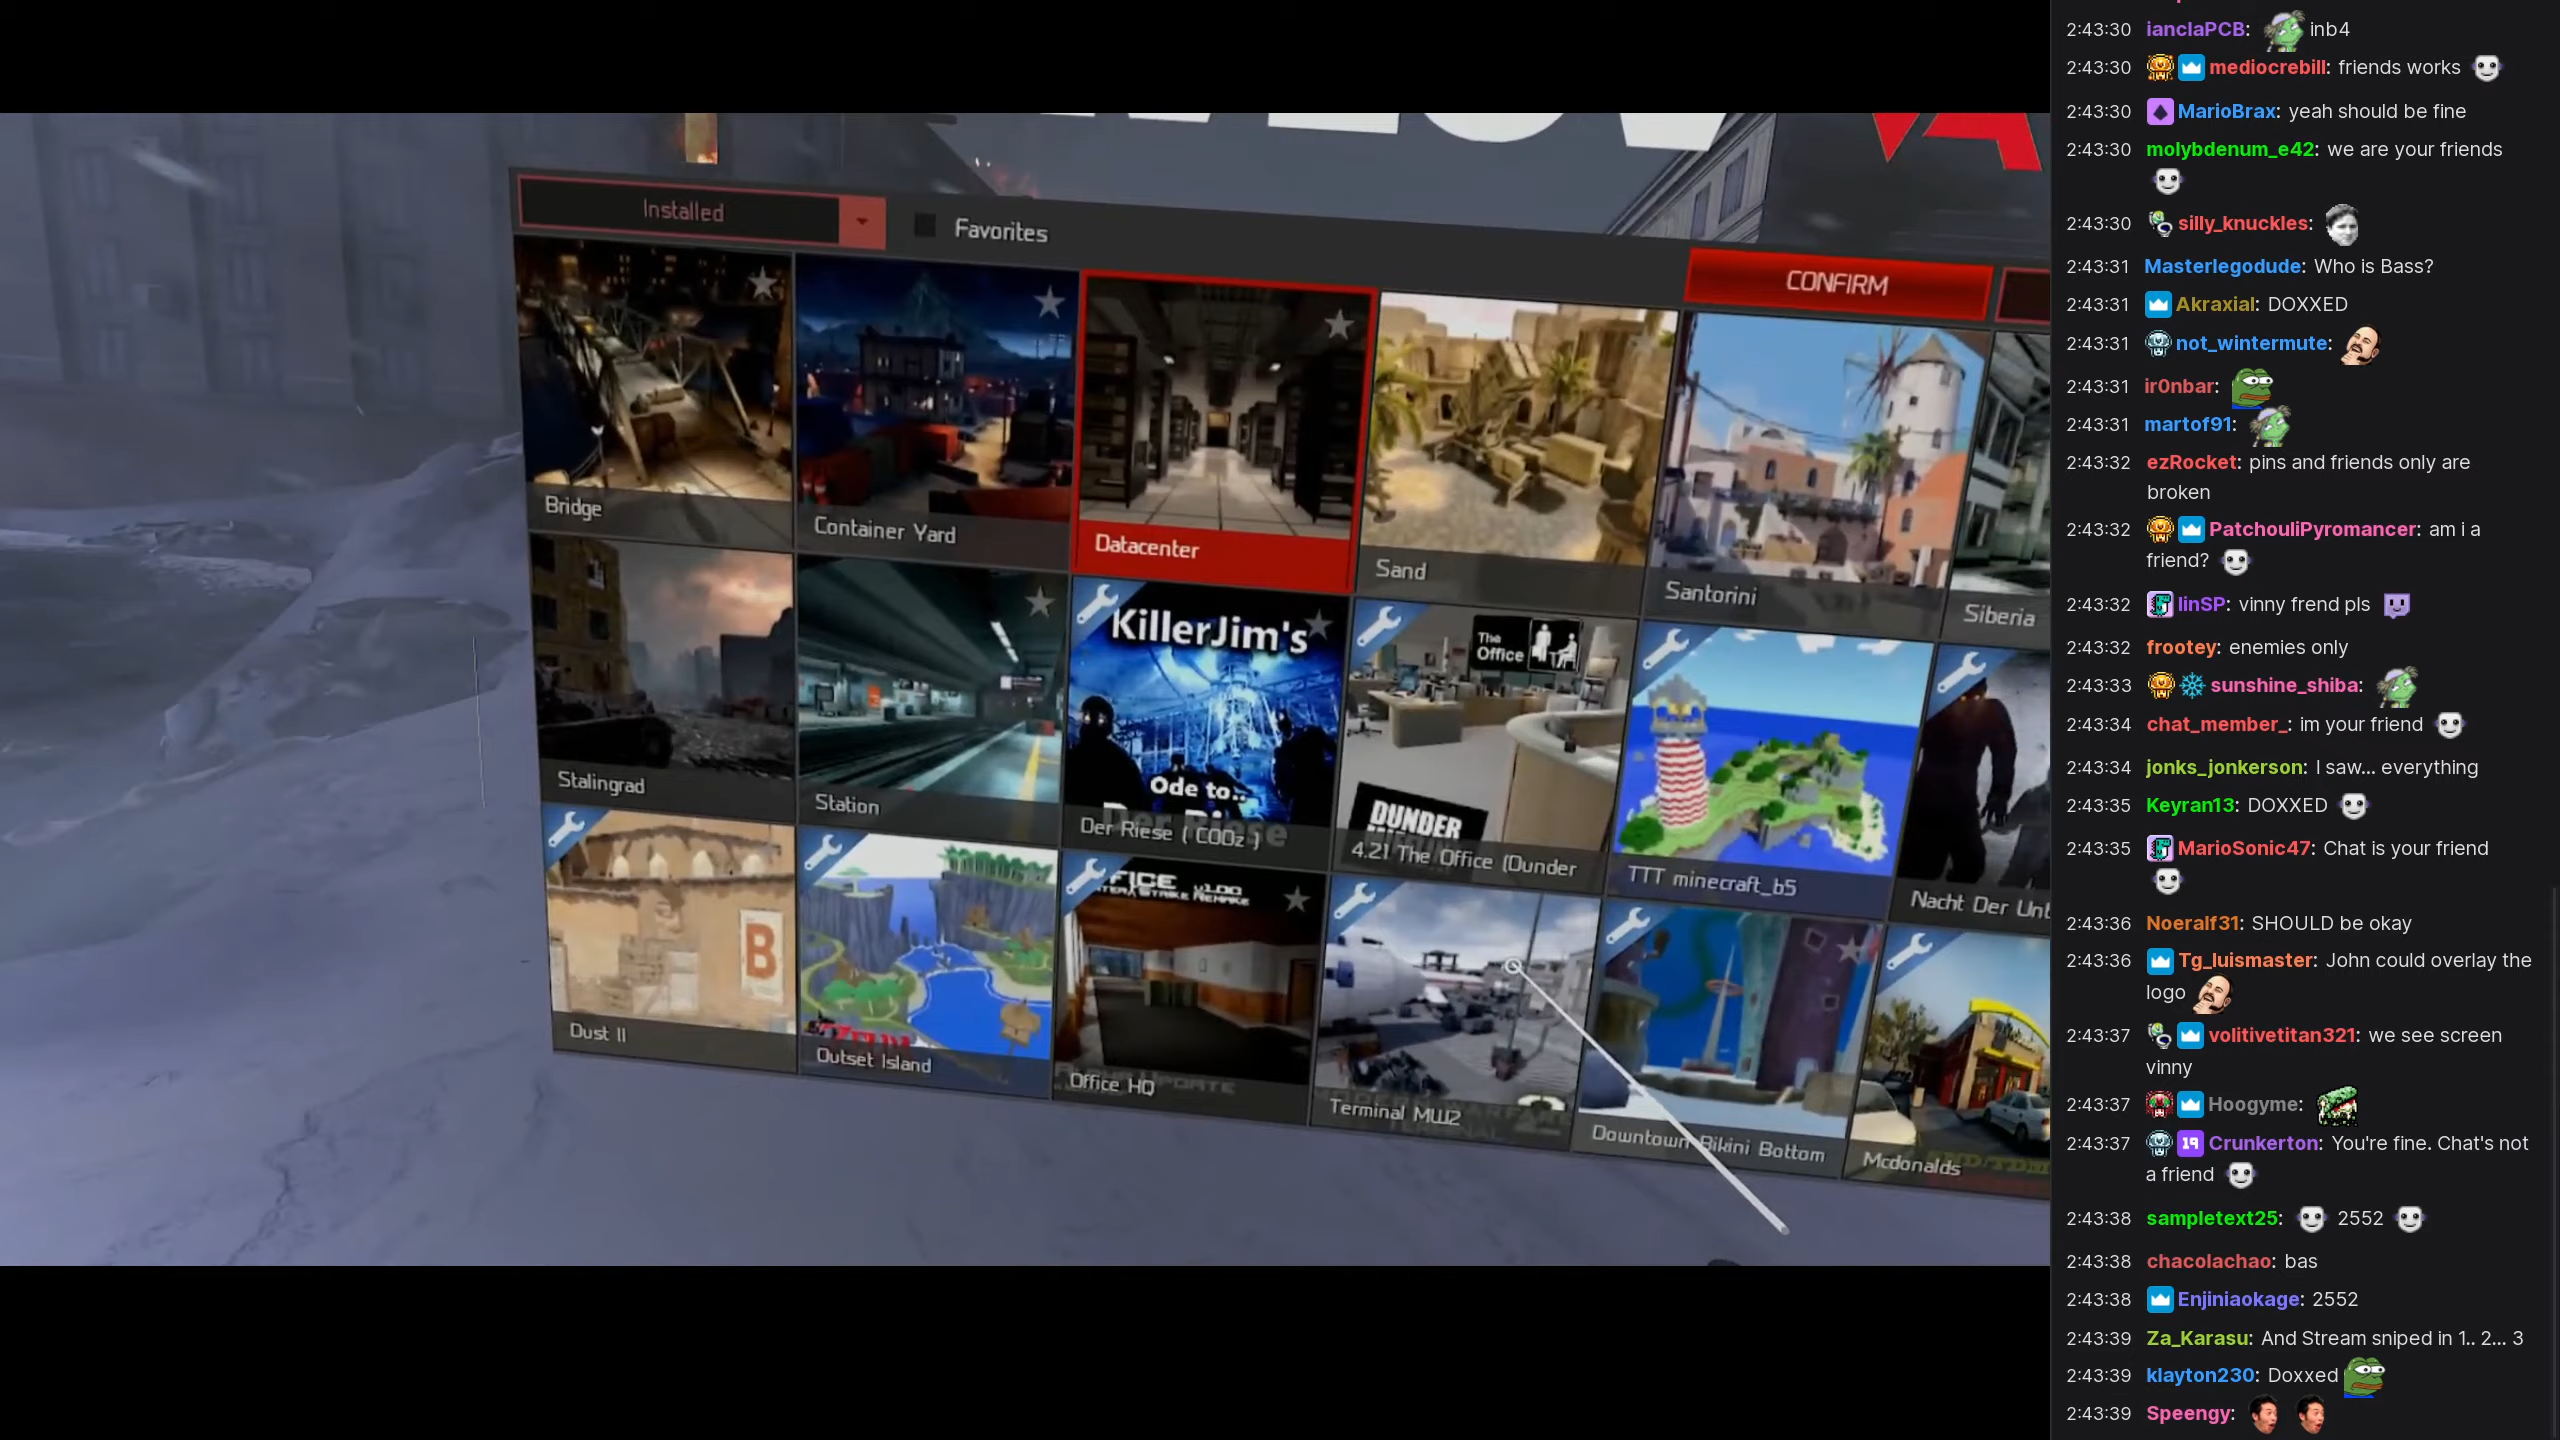 Installed
Favorites
CONFIRM
Bridge
Container Yard
Datacenter
Sand
Santorini
Siberia
Stalingrad
Station
KillerJim's
Ode to..
Der Riese ( CODz )
The
Office
DUNDER
4.21 The Office (Dunder
TTT minecraft_b5
Nacht Der Unt
B
Dust II
Outset Island
Office HQ
Terminal MW2
Downtown Bikini Bottom
Mcdonalds
2:43:30 ianclaPCB: inb4
2:43:30 mediocrebill: friends works
2:43:30 MarioBrax: yeah should be fine
2:43:30 molybdenum_e42: we are your friends
2:43:30 silly_knuckles:
2:43:31 Masterlegodude: Who is Bass?
2:43:31 Akraxial: DOXXED
2:43:31 not_wintermute:
2:43:31 ir0nbar:
2:43:31 martof91:
2:43:32 ezRocket: pins and friends only are
broken
2:43:32 PatchouliPyromancer: am i a
friend?
2:43:32 linSP: vinny frend pls
2:43:32 frootey: enemies only
2:43:33 sunshine_shiba:
2:43:34 chat_member_: im your friend
2:43:34 jonks_jonkerson: I saw... everything
2:43:35 Keyran13: DOXXED
2:43:35 MarioSonic47: Chat is your friend
2:43:36 Noeralf31: SHOULD be okay
2:43:36 Tg_luismaster: John could overlay the
logo
2:43:37 volitivetitan321: we see screen
vinny
2:43:37 Hoogyme:
2:43:37 19 Crunkerton: You're fine. Chat's not
a friend
2:43:38 sampletext25: 2552
2:43:38 chacolachao: bas
2:43:38 Enjiniaokage: 2552
2:43:39 Za_Karasu: And Stream sniped in 1.. 2... 3
2:43:39 klayton230: Doxxed
2:43:39 Speengy: